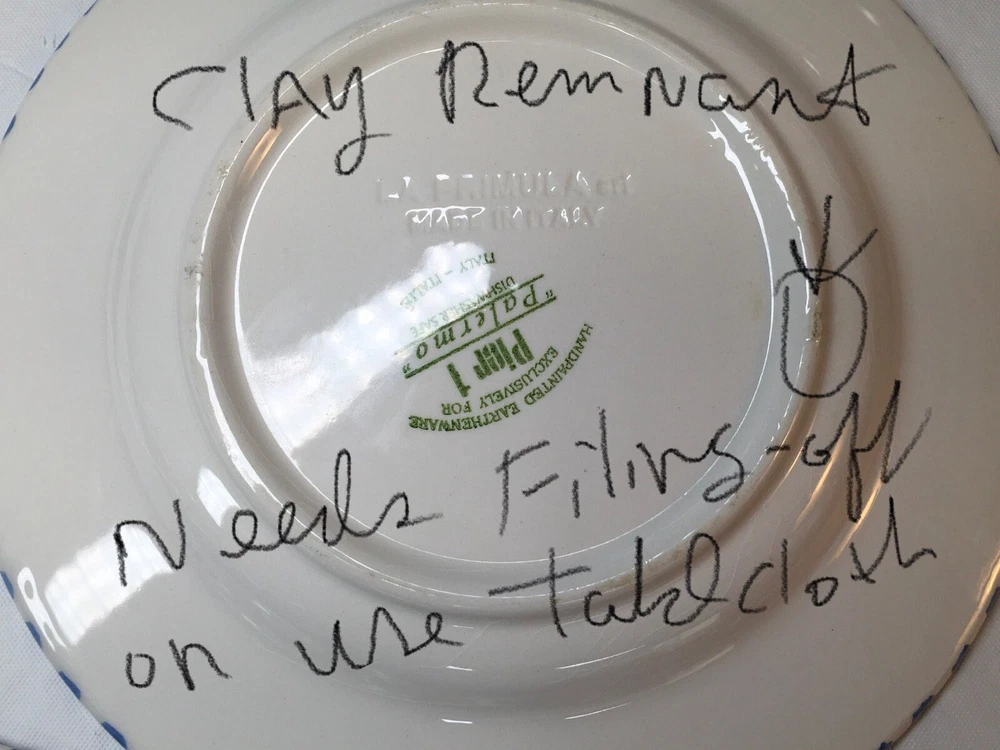 Clay Remnant
LA PRIMULA srl
MADE IN ITALY
HANDPAINTED EARTHENWARE
EXCLUSIVELY FOR
Pier 1
"Palermo"
DISHWASHER SAFE
ITALY - ITALIE
Needs Filing-off
on use Tablecloth